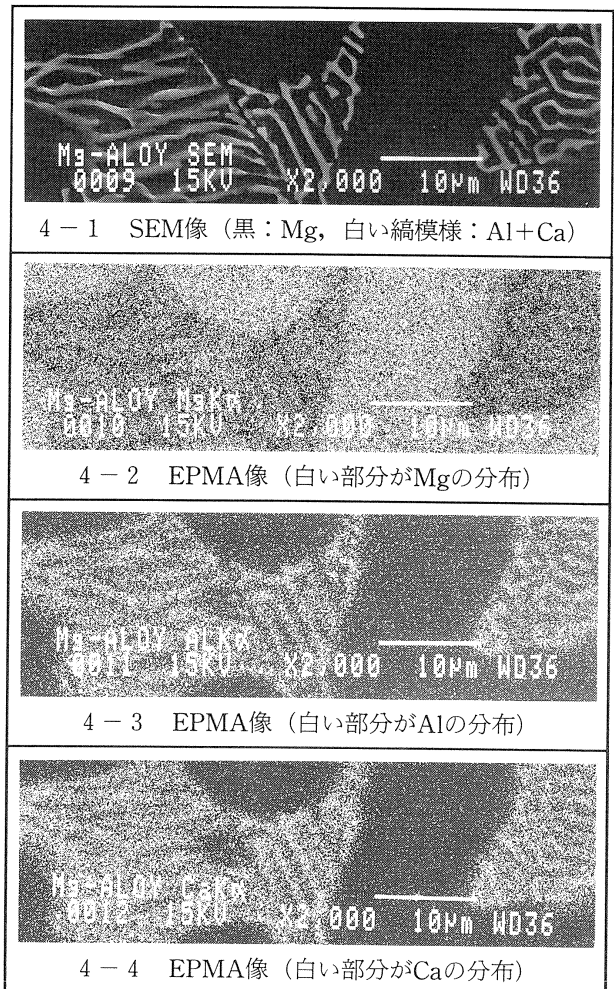 Mg-ALOY SEM
0009 15KV X2,000 10μm WD36
4-1 SEM像（黒：Mg，白い縞模様：Al＋Ca）
Mg-ALOY MgKα
0010 15KV X2,000 10μm WD36
4-2 EPMA像（白い部分がMgの分布）
Mg-ALOY ALKα
0011 15KV X2,000 10μm WD36
4-3 EPMA像（白い部分がAlの分布）
Mg-ALOY CaKα
0012 15KV X2,000 10μm WD36
4-4 EPMA像（白い部分がCaの分布）